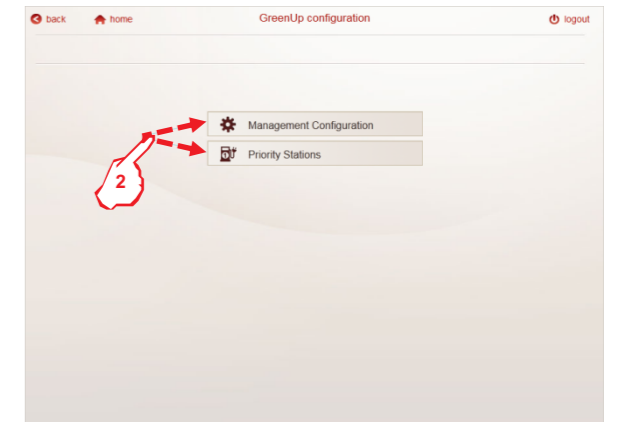 back home GreenUp configuration logout
Management Configuration
Priority Stations
2